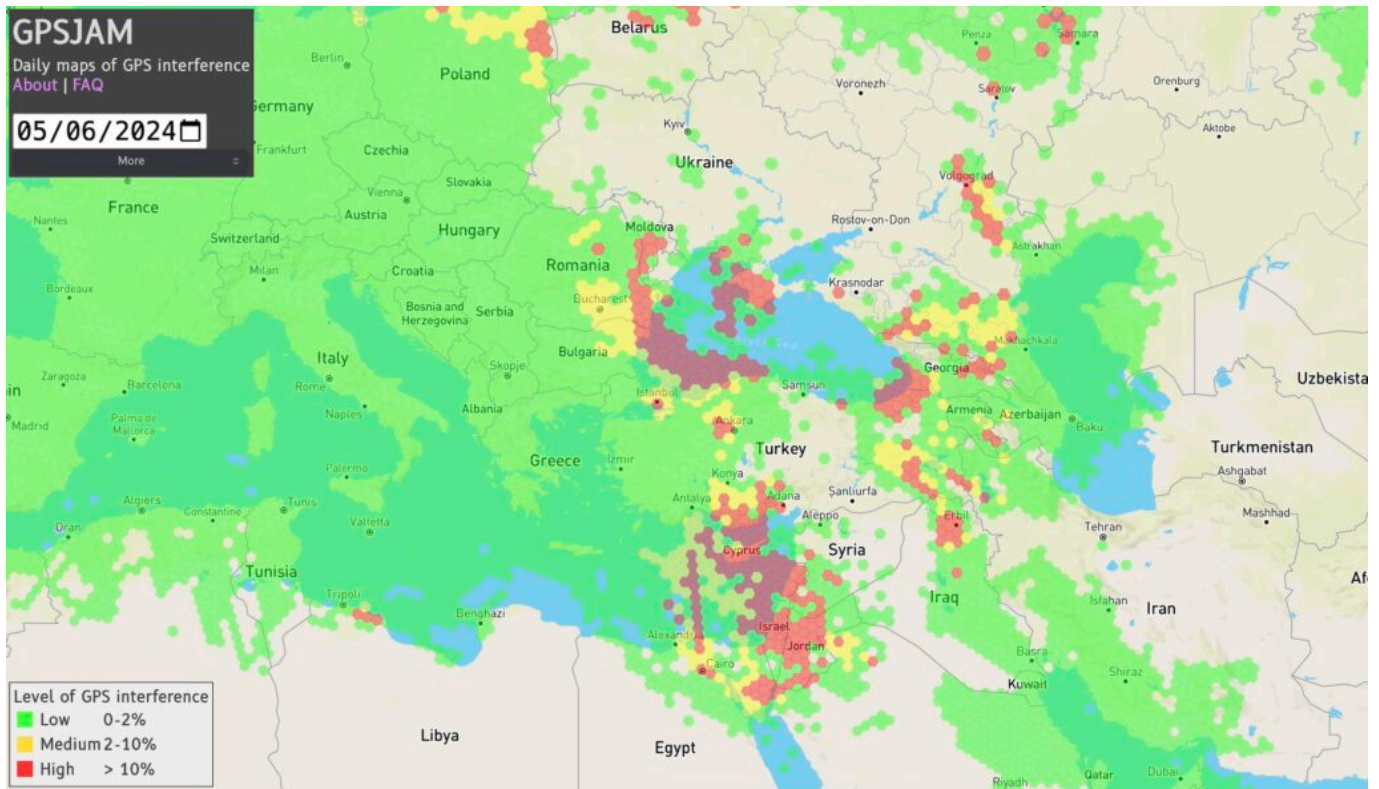 GPSJAM
Daily maps of GPS interference
About | FAQ
05/06/2024
More
Belarus
Penza
Samara
Berlin
Poland
Voronezh
Saratov
Orenburg
Germany
Kyiv
Aktobe
Frankfurt
Czechia
Ukraine
Volgograd
Vienna
Slovakia
France
Austria
Nantes
Switzerland
Hungary
Moldova
Rostov-on-Don
Astrakhan
Milan
Croatia
Romania
Krasnodar
Bordeaux
Bosnia and
Herzegovina
Serbia
Bucharest
Black Sea
Makhachkala
Italy
Bulgaria
Skopje
Georgia
Zaragoza
Barcelona
Rome
Istanbul
Samsun
Uzbekista
in
Naples
Albania
Armenia
Azerbaijan
Madrid
Palma de
Mallorca
Ankara
Baku
Turkey
Turkmenistan
Greece
Izmir
Palermo
Konya
Ashgabat
Algiers
Tunis
Antalya
Adana
Şanlıurfa
Oran
Constantine
Valletta
Aleppo
Erbil
Tehran
Mashhad
Cyprus
Syria
Tunisia
Af
Tripoli
Iraq
Isfahan
Iran
Benghazi
Israel
Alexandria
Jordan
Basra
Cairo
Shiraz
Kuwait
Level of GPS interference
Low 0-2%
Medium 2-10%
High > 10%
Libya
Egypt
Riyadh
Qatar
Dubai